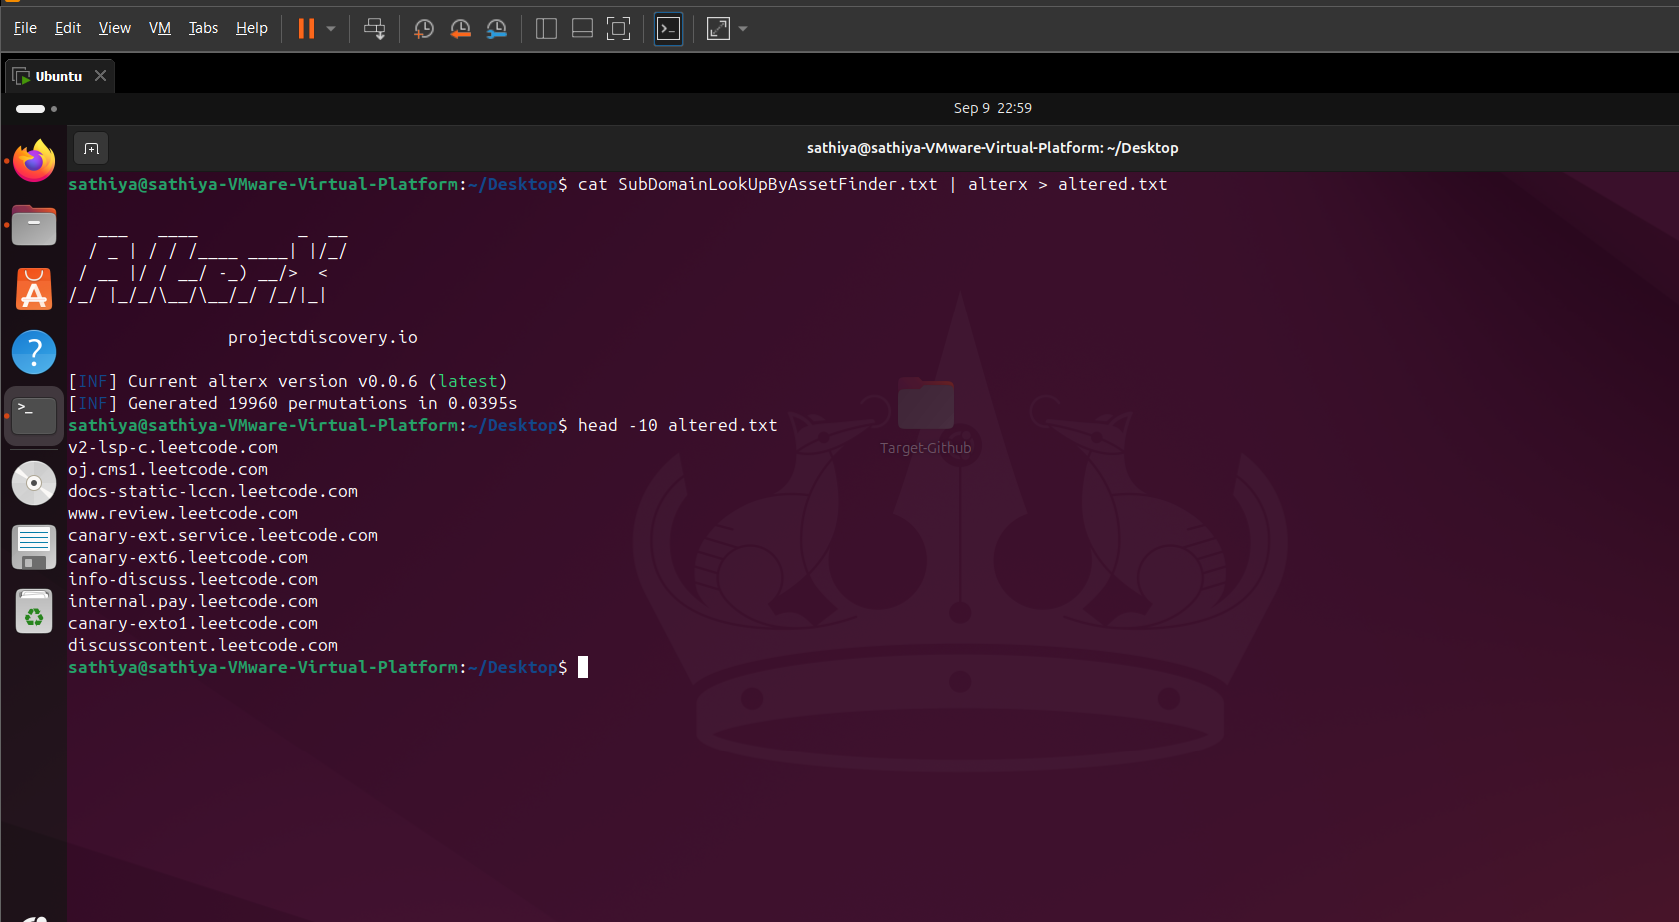 File Edit View VM Tabs Help
Ubuntu
Sep 9 22:59
sathiya@sathiya-VMware-Virtual-Platform: ~/Desktop
sathiya@sathiya-VMware-Virtual-Platform:~/Desktop$ cat SubDomainLookUpByAssetFinder.txt | alterx > altered.txt
   ___   ____          _  __
  / _ | / / /____ ____| |/_/
 / __ |/ / __/ -_) __/>  <
/_/ |_/_/\__/\__/_/ /_/|_|
projectdiscovery.io
[INF] Current alterx version v0.0.6 (latest)
[INF] Generated 19960 permutations in 0.0395s
sathiya@sathiya-VMware-Virtual-Platform:~/Desktop$ head -10 altered.txt
Target-Github
v2-lsp-c.leetcode.com
oj.cms1.leetcode.com
docs-static-lccn.leetcode.com
www.review.leetcode.com
canary-ext.service.leetcode.com
canary-ext6.leetcode.com
info-discuss.leetcode.com
internal.pay.leetcode.com
canary-exto1.leetcode.com
discusscontent.leetcode.com
sathiya@sathiya-VMware-Virtual-Platform:~/Desktop$